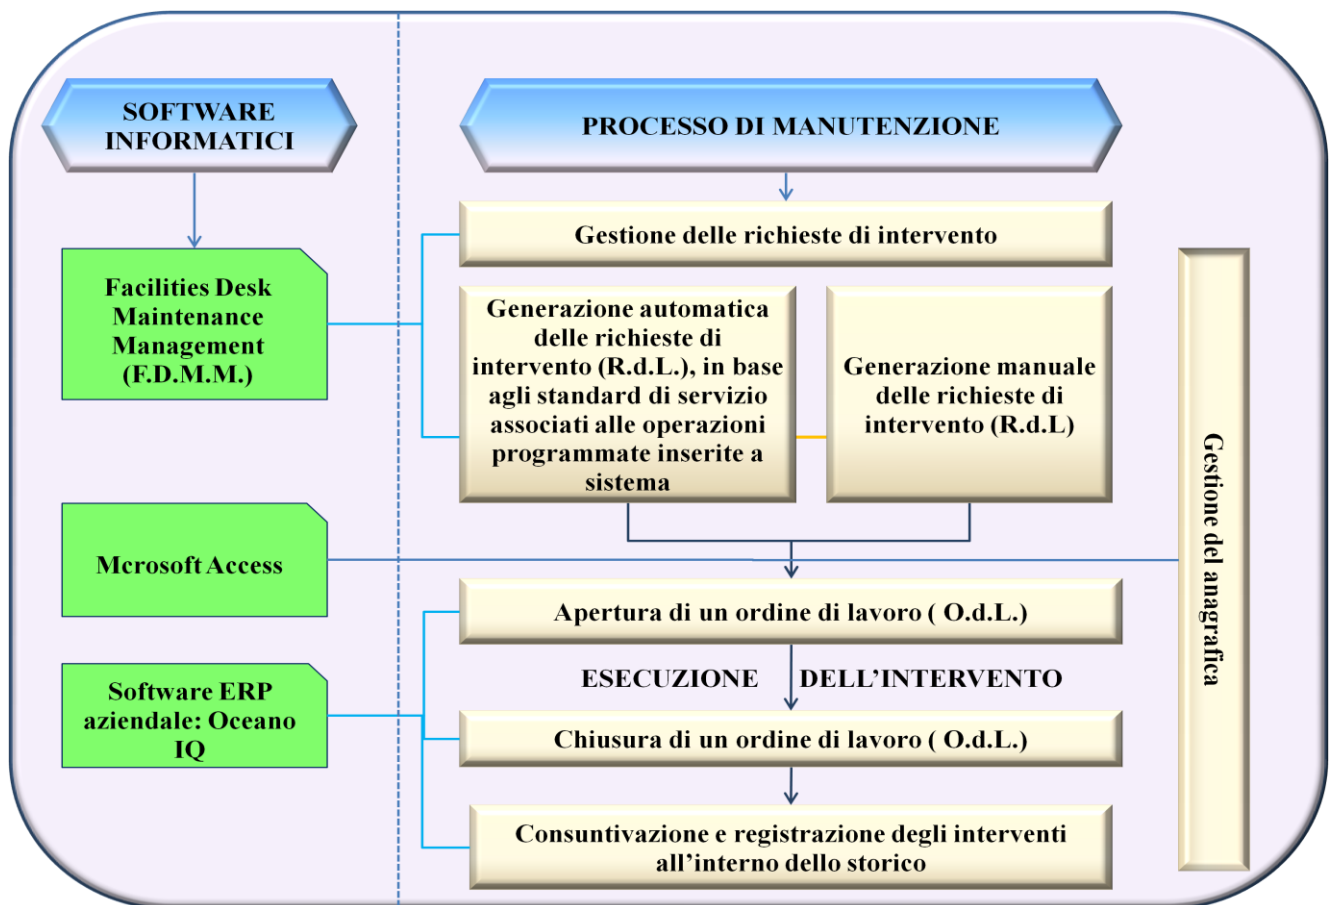 SOFTWARE
INFORMATICI
PROCESSO DI MANUTENZIONE
Gestione delle richieste di intervento
Facilities Desk
Maintenance
Management
(F.D.M.M.)
Generazione automatica
delle richieste di
intervento (R.d.L.), in base
agli standard di servizio
associati alle operazioni
programmate inserite a
sistema
Generazione manuale
delle richieste di
intervento (R.d.L)
Gestione del anagrafica
Mcrosoft Access
Apertura di un ordine di lavoro ( O.d.L.)
ESECUZIONE DELL’INTERVENTO
Software ERP
aziendale: Oceano
IQ
Chiusura di un ordine di lavoro ( O.d.L.)
Consuntivazione e registrazione degli interventi
all’interno dello storico